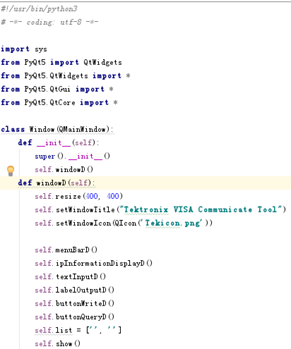 #!/usr/bin/python3
# -*- coding: utf-8 -*-
import sys
from PyQt5 import QtWidgets
from PyQt5.QtWidgets import *
from PyQt5.QtGui import *
from PyQt5.QtCore import *
class Window(QMainWindow):
def __init__(self):
super().__init__()
self.windowD()
def windowD(self):
self.resize(400, 400)
self.setWindowTitle("Tektronix VISA Communicate Tool")
self.setWindowIcon(QIcon('Tekicon.png'))
self.menuBarD()
self.ipInformationDisplayD()
self.textInputD()
self.labelOutputD()
self.buttonWriteD()
self.buttonQueryD()
self.list = ['', '']
self.show()